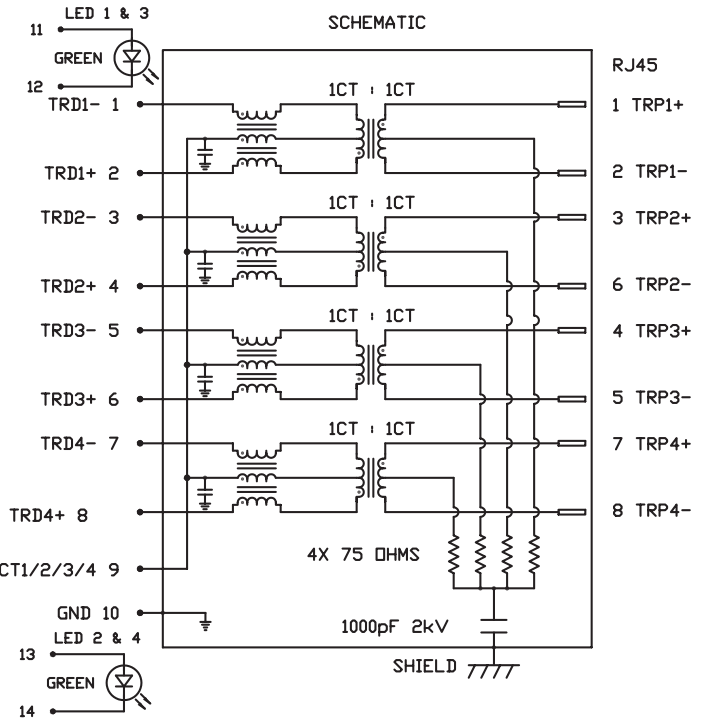 LED 1 & 3
SCHEMATIC
11
GREEN
RJ45
12
1CT : 1CT
TRD1- 1
1 TRP1+
TRD1+ 2
2 TRP1-
1CT : 1CT
TRD2- 3
3 TRP2+
TRD2+ 4
6 TRP2-
1CT : 1CT
TRD3- 5
4 TRP3+
TRD3+ 6
5 TRP3-
1CT : 1CT
TRD4- 7
7 TRP4+
TRD4+ 8
8 TRP4-
4X 75 OHMS
CT1/2/3/4 9
GND 10
1000pF 2kV
LED 2 & 4
13
SHIELD
GREEN
14